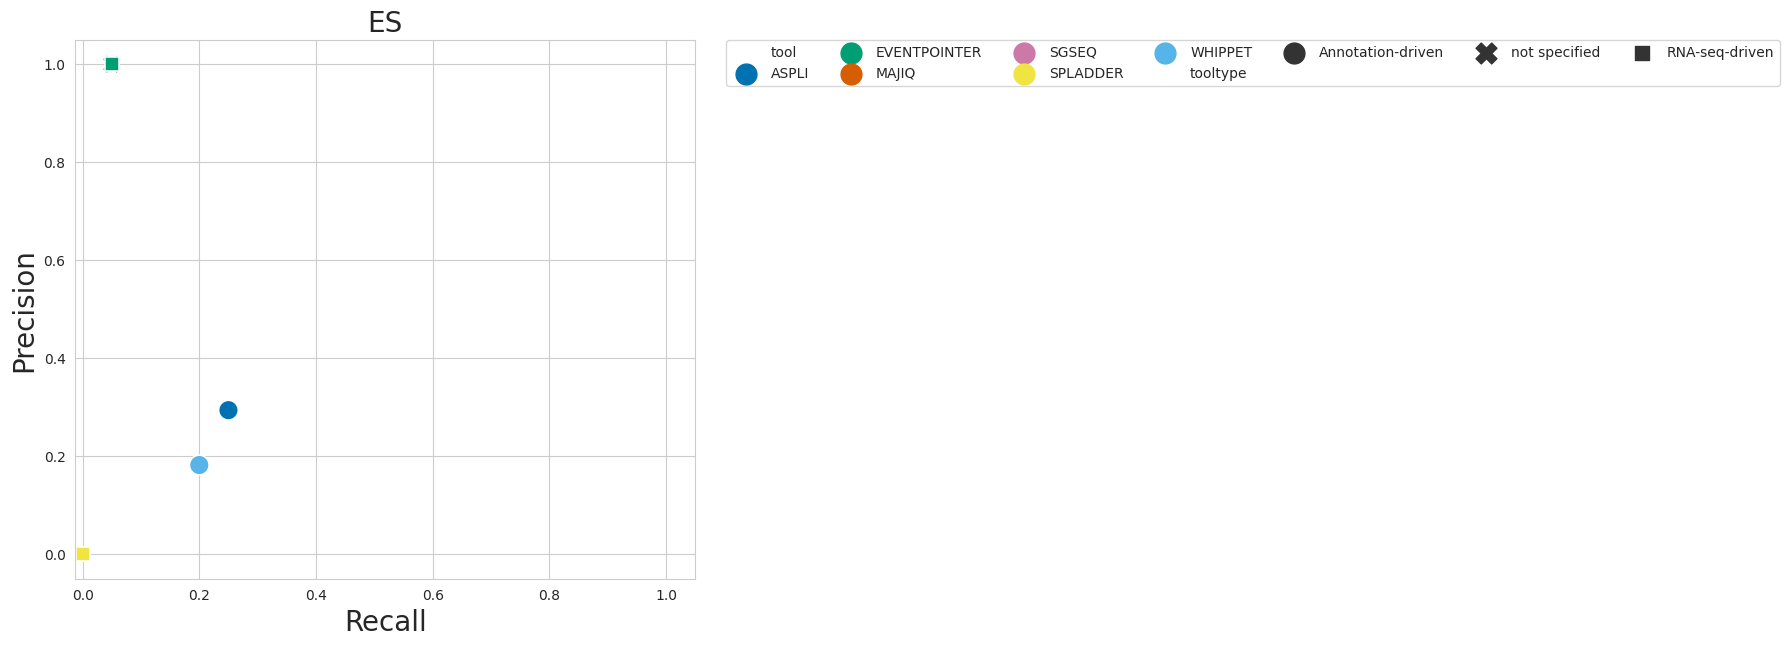 ES
tool EVENTPOINTER SGSEQ WHIPPET Annotation-driven not specified RNA-seq-driven
ASPLI MAJIQ SPLADDER tooltype
Precision
1.0
0.8
0.6
0.4
0.2
0.0
0.0 0.2 0.4 0.6 0.8 1.0
Recall